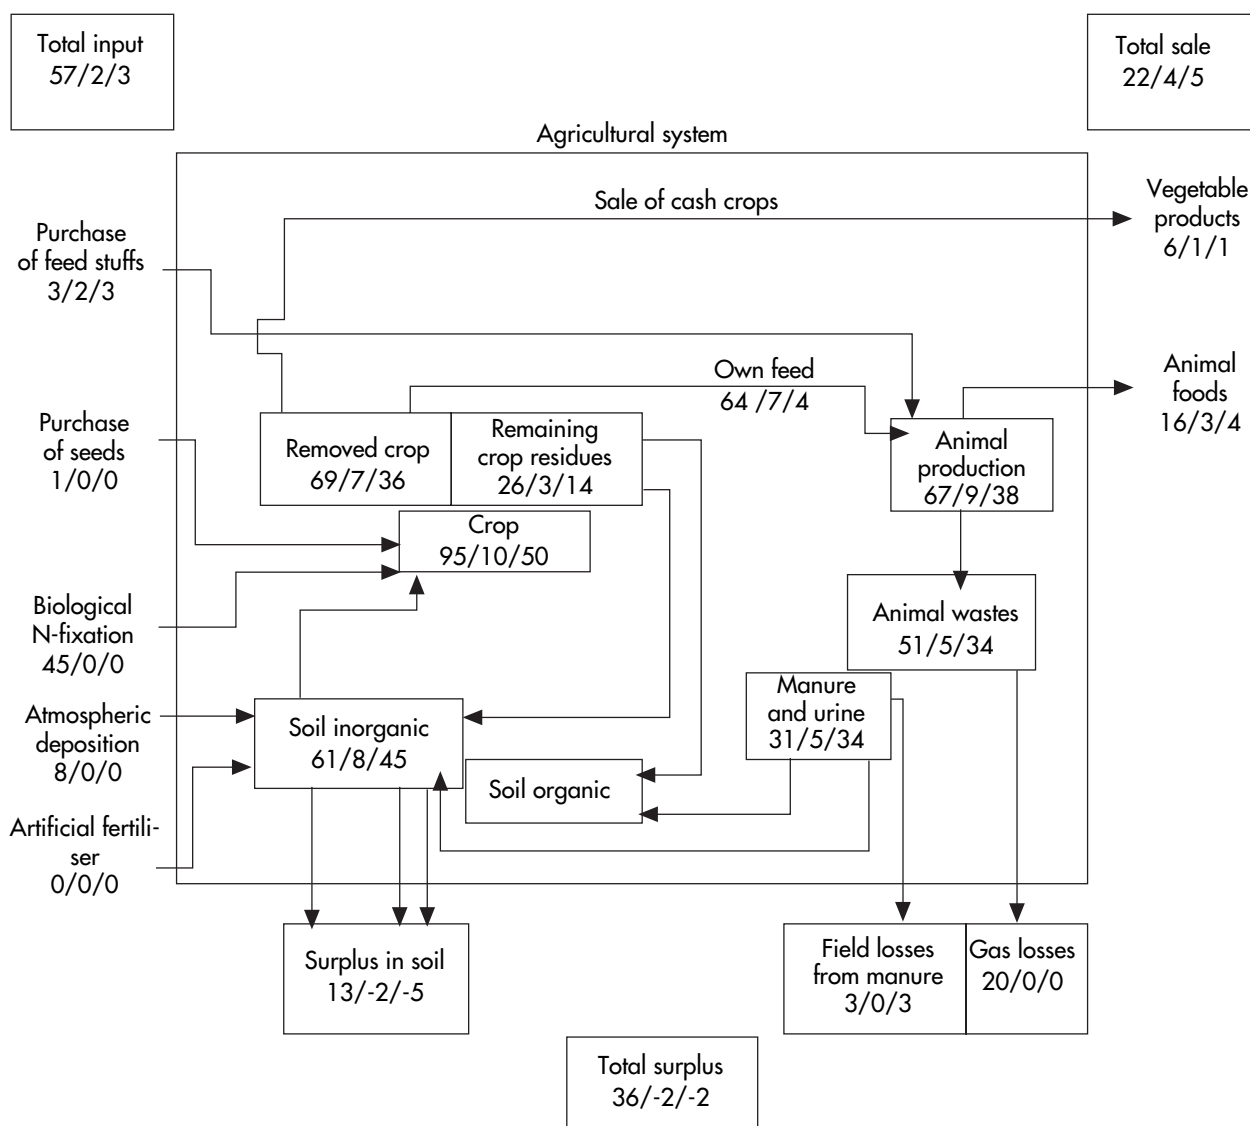 Total input
57/2/3
Total sale
22/4/5
Agricultural system
Sale of cash crops
Vegetable
products
6/1/1
Purchase
of feed stuffs
3/2/3
Own feed
64 /7/4
Animal
foods
16/3/4
Purchase
of seeds
1/0/0
Removed crop
69/7/36
Remaining
crop residues
26/3/14
Animal
production
67/9/38
Crop
95/10/50
Biological
N-fixation
45/0/0
Animal wastes
51/5/34
Atmospheric
deposition
8/0/0
Soil inorganic
61/8/45
Manure
and urine
31/5/34
Soil organic
Artificial fertili-
ser
0/0/0
Surplus in soil
13/-2/-5
Field losses
from manure
3/0/3
Gas losses
20/0/0
Total surplus
36/-2/-2